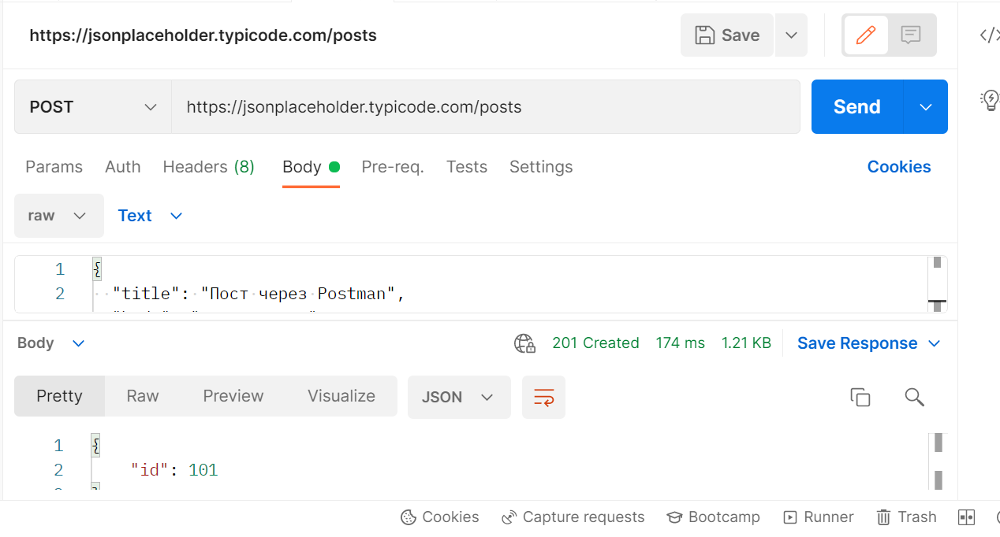 https://jsonplaceholder.typicode.com/posts
Save
POST
https://jsonplaceholder.typicode.com/posts
Send
Params Auth Headers (8) Body Pre-req. Tests Settings Cookies
raw Text
1 {
2 "title": "Пост через Postman",
Body 201 Created 174 ms 1.21 KB Save Response
Pretty Raw Preview Visualize JSON
1 {
2 "id": 101
Cookies Capture requests Bootcamp Runner Trash